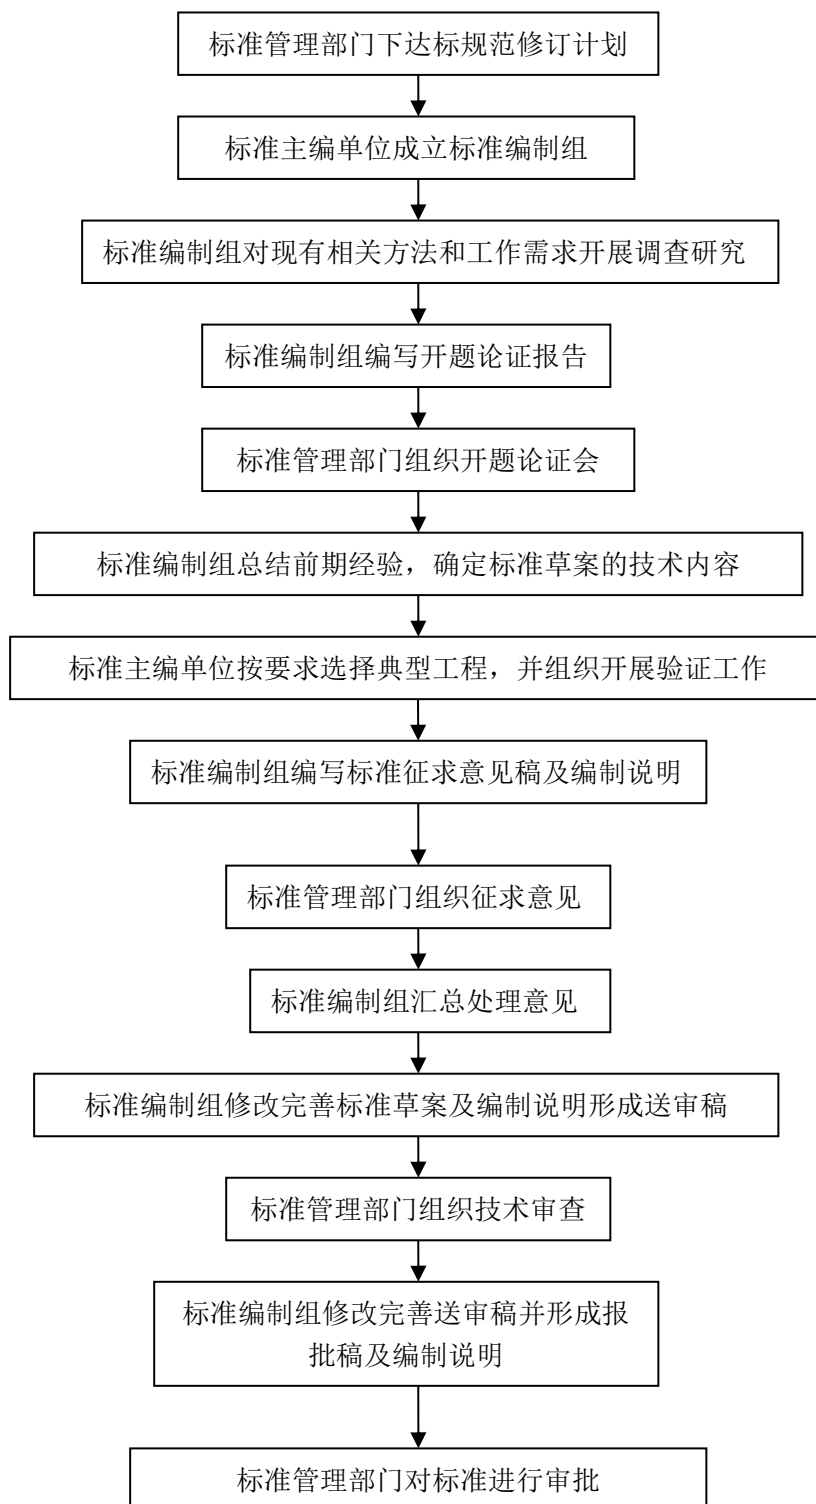 标准管理部门下达标规范修订计划
标准主编单位成立标准编制组
标准编制组对现有相关方法和工作需求开展调查研究
标准编制组编写开题论证报告
标准管理部门组织开题论证会
标准编制组总结前期经验，确定标准草案的技术内容
标准主编单位按要求选择典型工程，并组织开展验证工作
标准编制组编写标准征求意见稿及编制说明
标准管理部门组织征求意见
标准编制组汇总处理意见
标准编制组修改完善标准草案及编制说明形成送审稿
标准管理部门组织技术审查
标准编制组修改完善送审稿并形成报
批稿及编制说明
标准管理部门对标准进行审批